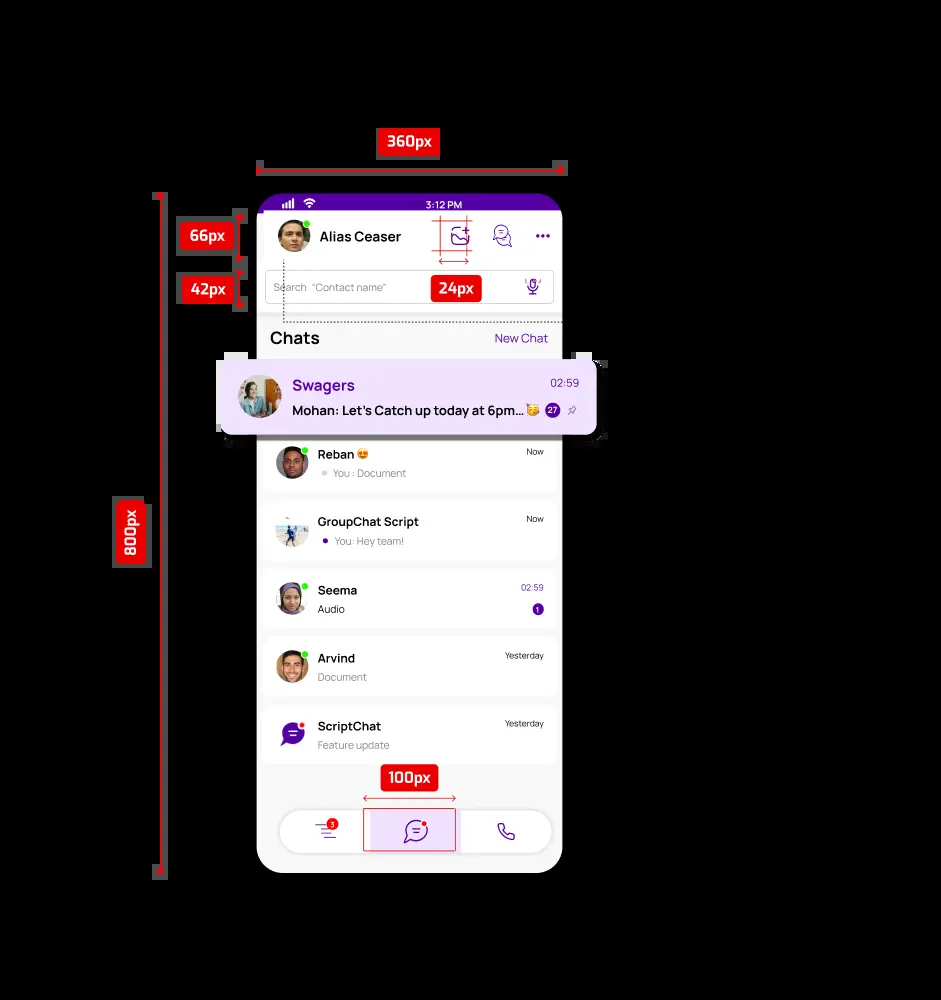 360px
3:12 PM
66px
Alias Ceaser
42px
Search "Contact name"
24px
Chats
New Chat
Swagers
02:59
Mohan: Let's Catch up today at 6pm...🥳
27
Reban 😍
Now
You : Document
800px
GroupChat Script
Now
You: Hey team!
Seema
02:59
Audio
1
Arvind
Yesterday
Document
ScriptChat
Yesterday
Feature update
100px
3